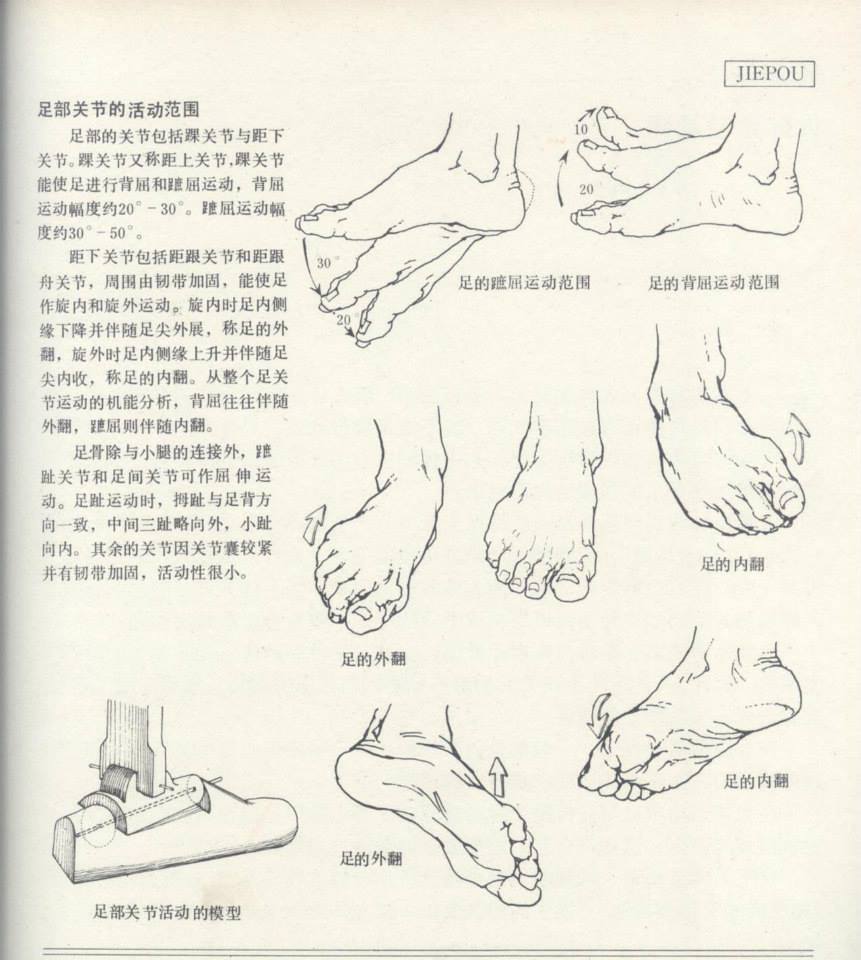 JIEPOU
足部关节的活动范围
足部的关节包括踝关节与距下
关节。踝关节又称距上关节,踝关节
能使足进行背屈和蹠屈运动，背屈
运动幅度约20°-30°。蹠屈运动幅
度约30°-50°。
距下关节包括距跟关节和距跟
舟关节，周围由韧带加固，能使足
作旋内和旋外运动。旋内时足内侧
缘下降并伴随足尖外展，称足的外
翻，旋外时足内侧缘上升并伴随足
尖内收，称足的内翻。从整个足关
节运动的机能分析，背屈往往伴随
外翻，蹠屈则伴随内翻。
足骨除与小腿的连接外，蹠
趾关节和足间关节可作屈伸运
动。足趾运动时，拇趾与足背方
向一致，中间三趾略向外，小趾
向内。其余的关节因关节囊较紧
并有韧带加固，活动性很小。
30°
20°
足的蹠屈运动范围
10°
20°
足的背屈运动范围
足的外翻
足的内翻
足的外翻
足的内翻
足部关节活动的模型